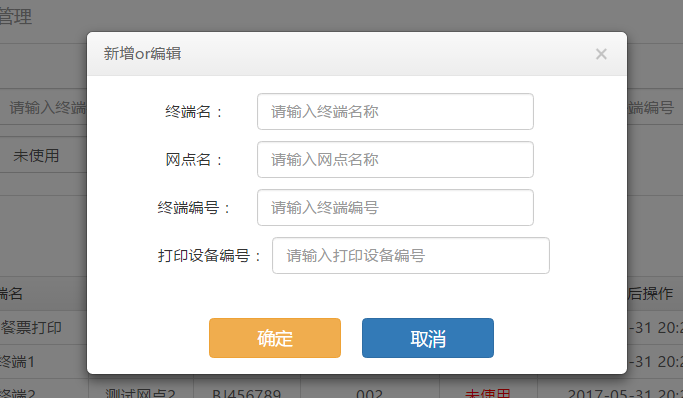 管理
新增or编辑
×
终端名：
请输入终端名称
网点名：
请输入网点名称
终端编号：
请输入终端编号
打印设备编号：
请输入打印设备编号
确定
取消
请输入终端
编号
未使用
端名
后操作
餐票打印
-31 20:2
终端1
-31 20:2
终端2 测试网点2 BJ456789 002 未使用 2017-05-31 20:2